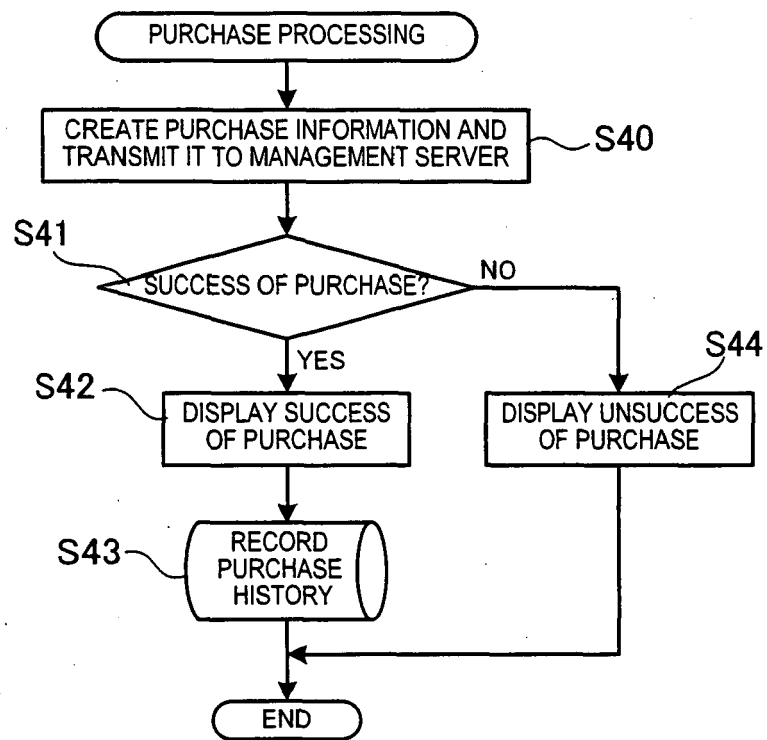 PURCHASE PROCESSING
CREATE PURCHASE INFORMATION AND
TRANSMIT IT TO MANAGEMENT SERVER
S40
S41
SUCCESS OF PURCHASE?
NO
YES
S42
DISPLAY SUCCESS
OF PURCHASE
S44
DISPLAY UNSUCCESS
OF PURCHASE
S43
RECORD
PURCHASE
HISTORY
END